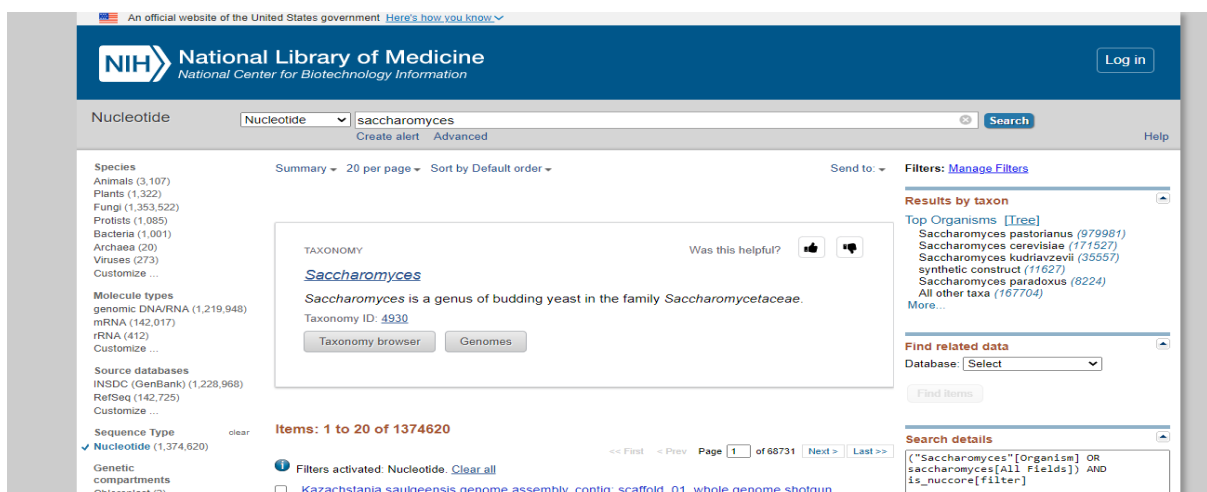 An official website of the United States government Here's how you know
NIH National Library of Medicine
National Center for Biotechnology Information
Log in
Nucleotide
Nucleotide
saccharomyces
Search
Create alert Advanced
Help
Species
Animals (3,107)
Plants (1,322)
Fungi (1,353,522)
Protists (1,085)
Bacteria (1,001)
Archaea (20)
Viruses (273)
Customize ...
Molecule types
genomic DNA/RNA (1,219,948)
mRNA (142,017)
rRNA (412)
Customize ...
Source databases
INSDC (GenBank) (1,228,968)
RefSeq (142,725)
Customize ...
Sequence Type clear
Nucleotide (1,374,620)
Genetic
compartments
Summary 20 per page Sort by Default order
Send to:
TAXONOMY
Was this helpful?
Saccharomyces
Saccharomyces is a genus of budding yeast in the family Saccharomycetaceae.
Taxonomy ID: 4930
Taxonomy browser
Genomes
Items: 1 to 20 of 1374620
<< First < Prev Page 1 of 68731 Next > Last >>
Filters activated: Nucleotide. Clear all
Kazachstania saulgeensis genome assembly, contig: scaffold_01, whole genome shotgun
Filters: Manage Filters
Results by taxon
Top Organisms [Tree]
Saccharomyces pastorianus (979981)
Saccharomyces cerevisiae (171527)
Saccharomyces kudriavzevii (35557)
synthetic construct (11627)
Saccharomyces paradoxus (8224)
All other taxa (167704)
More...
Find related data
Database: Select
Find items
Search details
("Saccharomyces"[Organism] OR
saccharomyces[All Fields]) AND
is_nuccore[filter]